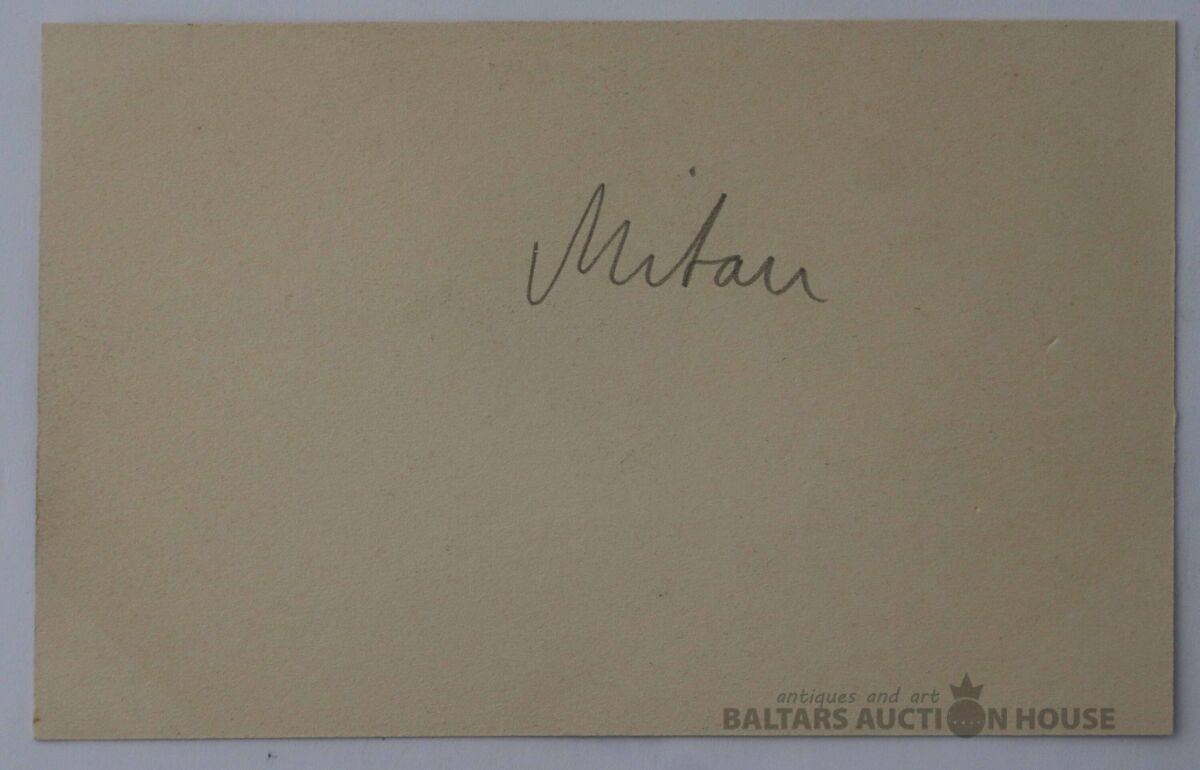 Mitau
antiques and art
BALTARS AUCTION HOUSE